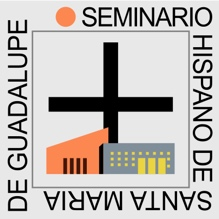 SEMINARIO
HISPANO DE
SANTA MARIA
DE GUADALUPE